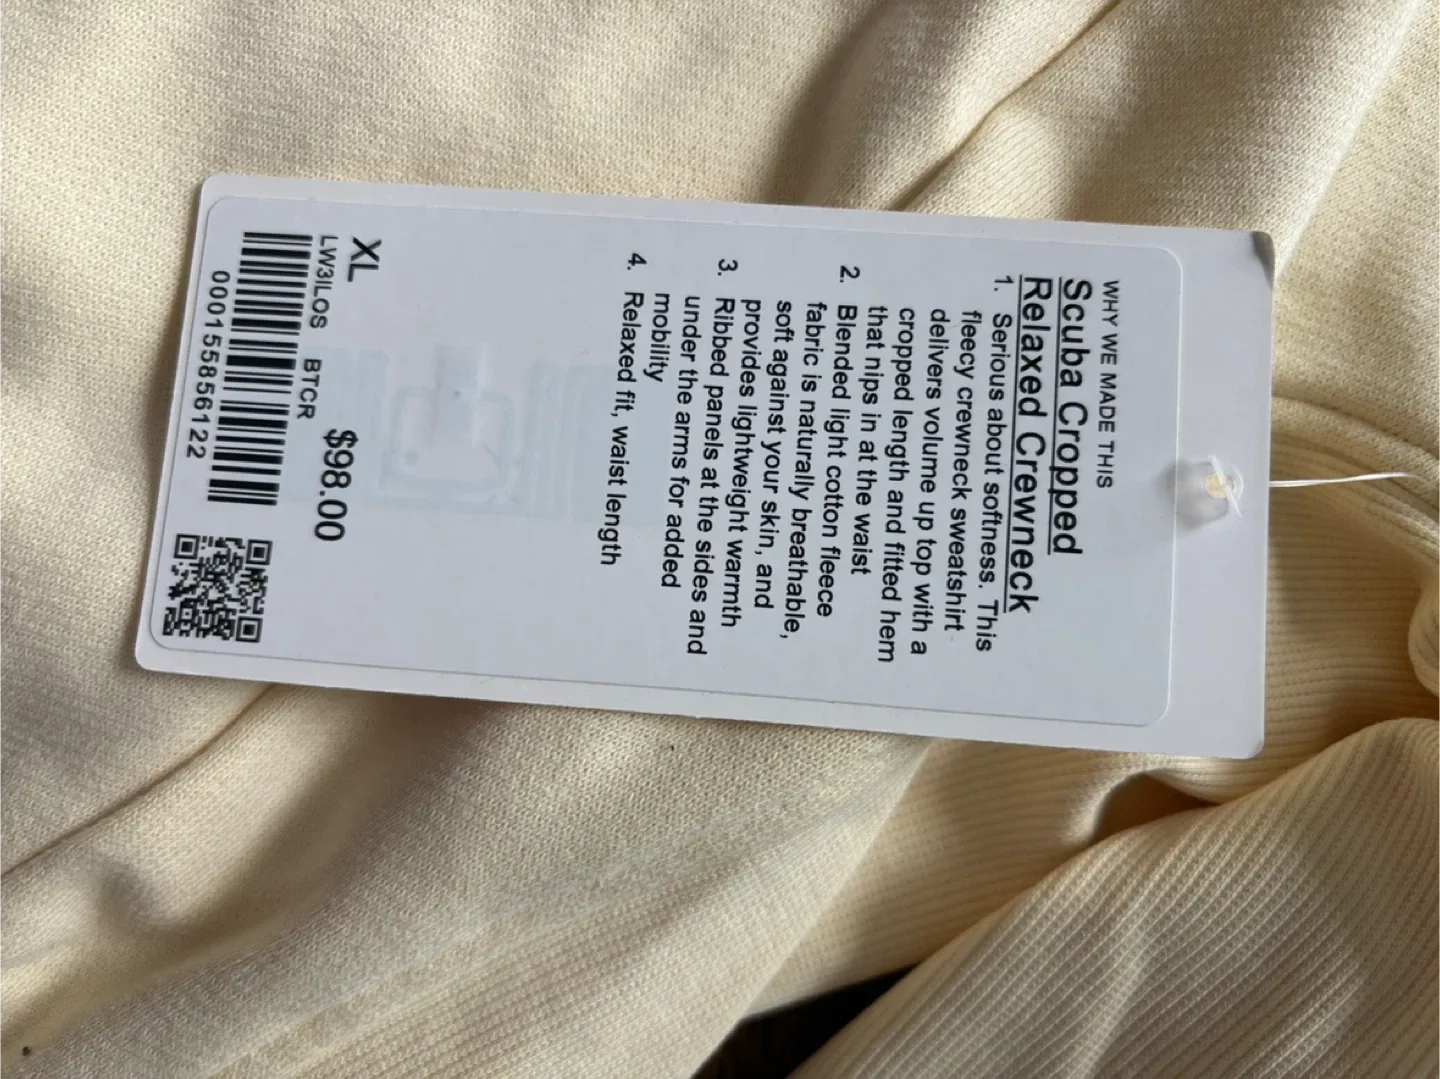 WHY WE MADE THIS
Scuba Cropped
Relaxed Crewneck
1. Serious about softness. This
fleecy crewneck sweatshirt
delivers volume up top with a
cropped length and fitted hem
that nips in at the waist
2. Blended light cotton fleece
fabric is naturally breathable,
soft against your skin, and
provides lightweight warmth
3. Ribbed panels at the sides and
under the arms for added
mobility
4. Relaxed fit, waist length
XL $98.00
LW3ILOS BTCR
000155856122